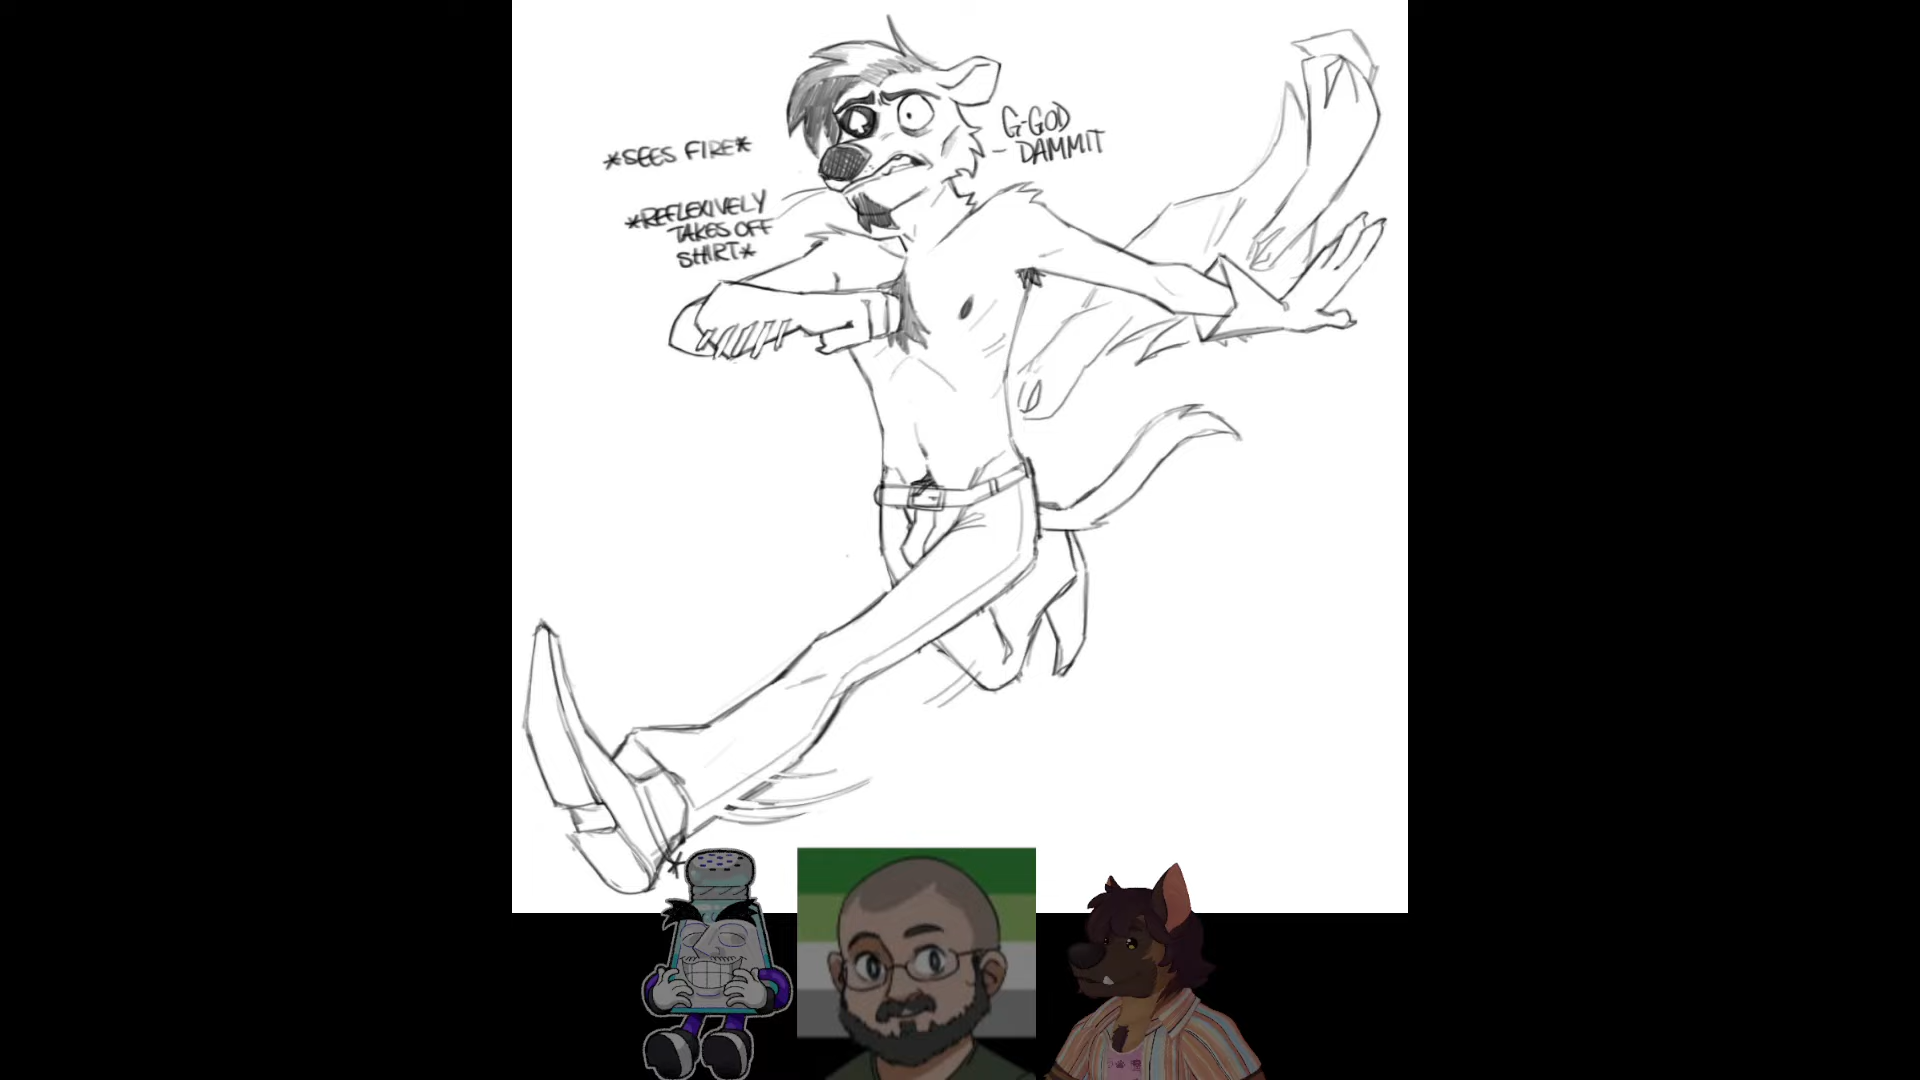 *SEES FIRE*
*REFLEXIVELY
TAKES OFF
SHIRT*
G-GOD
DAMMIT